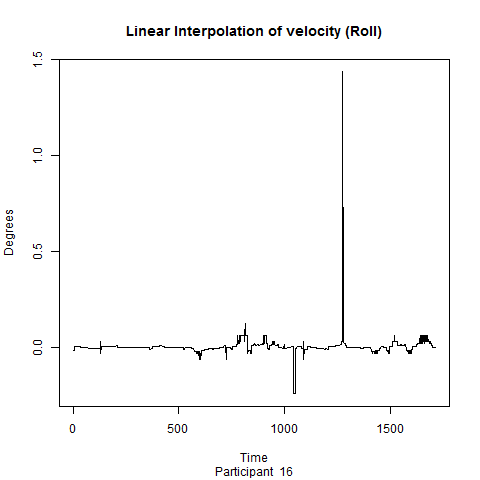 Linear Interpolation of velocity (Roll)
1.5
1.0
0.5
0.0
Degrees
0 500 1000 1500
Time
Participant 16